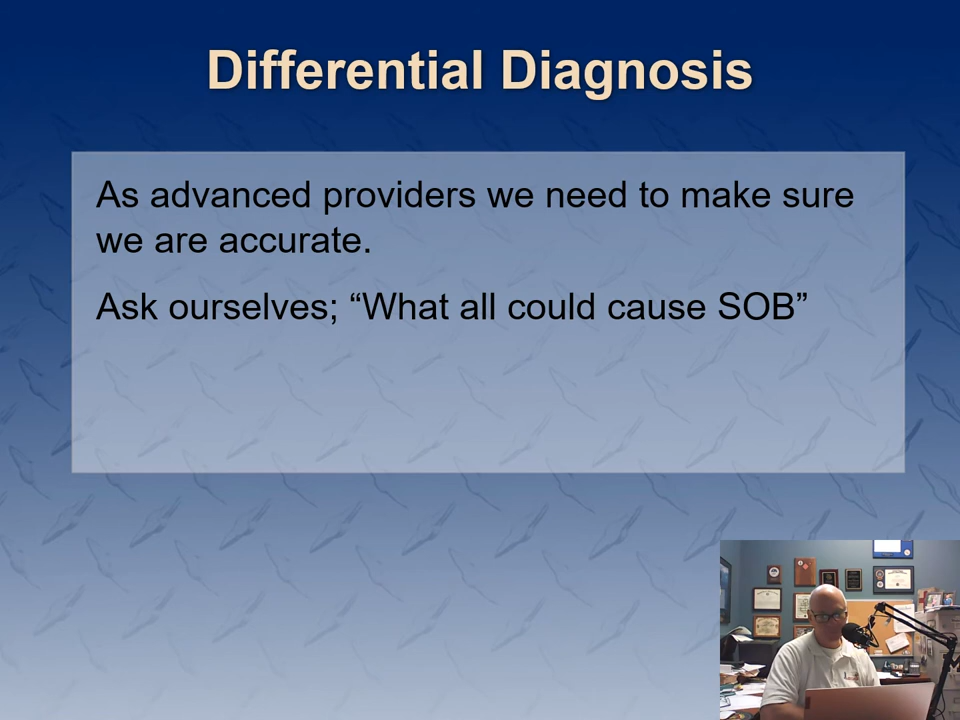 Differential Diagnosis
As advanced providers we need to make sure
we are accurate.
Ask ourselves; “What all could cause SOB”